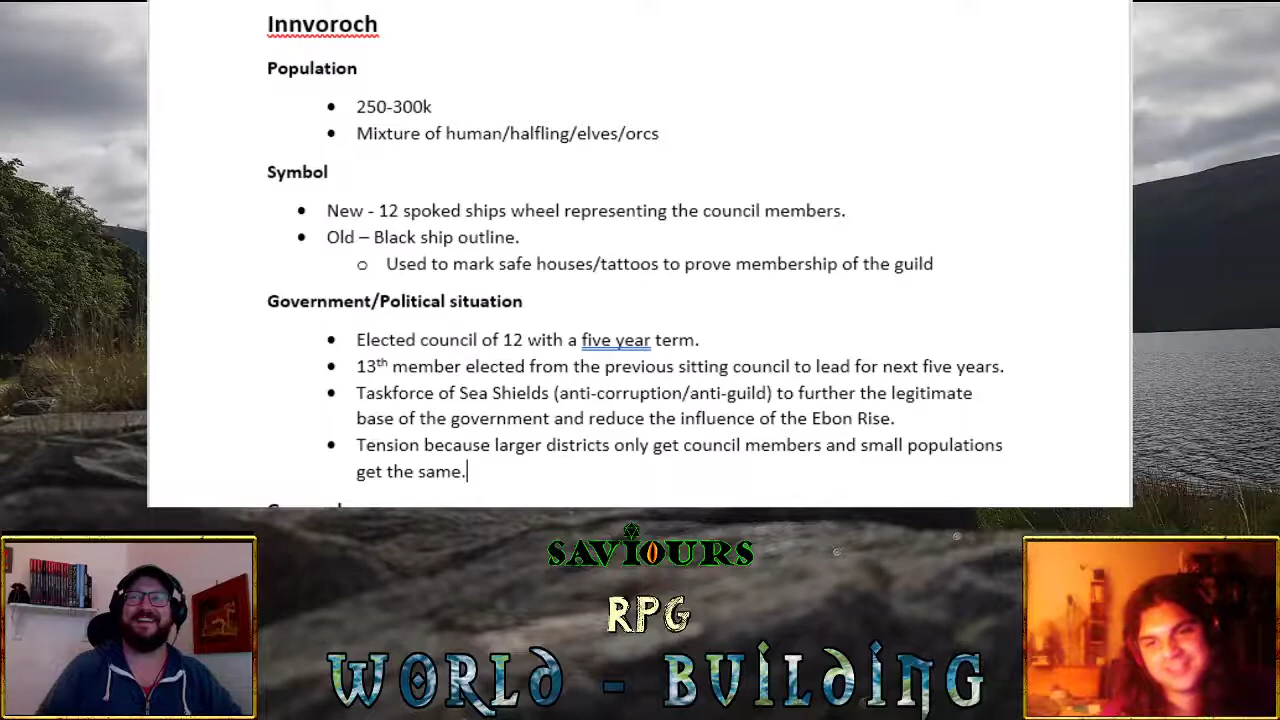 Innvoroch
Population
• 250-300k
• Mixture of human/halfling/elves/orcs
Symbol
• New - 12 spoked ships wheel representing the council members.
• Old – Black ship outline.
o Used to mark safe houses/tattoos to prove membership of the guild
Government/Political situation
• Elected council of 12 with a five year term.
• 13th member elected from the previous sitting council to lead for next five years.
• Taskforce of Sea Shields (anti-corruption/anti-guild) to further the legitimate
base of the government and reduce the influence of the Ebon Rise.
• Tension because larger districts only get council members and small populations
get the same.
SAVIOURS
RPG
WORLD - BUILDING